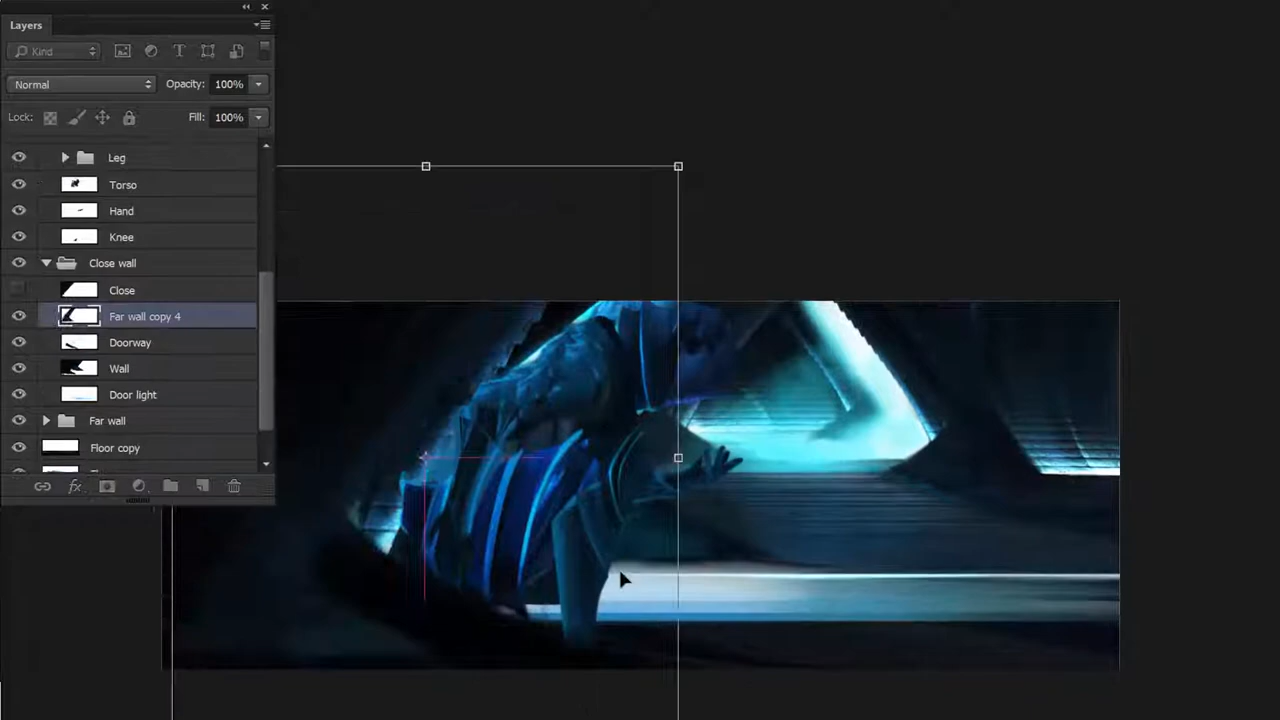 Layers
Kind
Normal Opacity: 100%
Lock: Fill: 100%
Leg
Torso
Hand
Knee
Close wall
Close
Far wall copy 4
Doorway
Wall
Door light
Far wall
Floor copy
fx